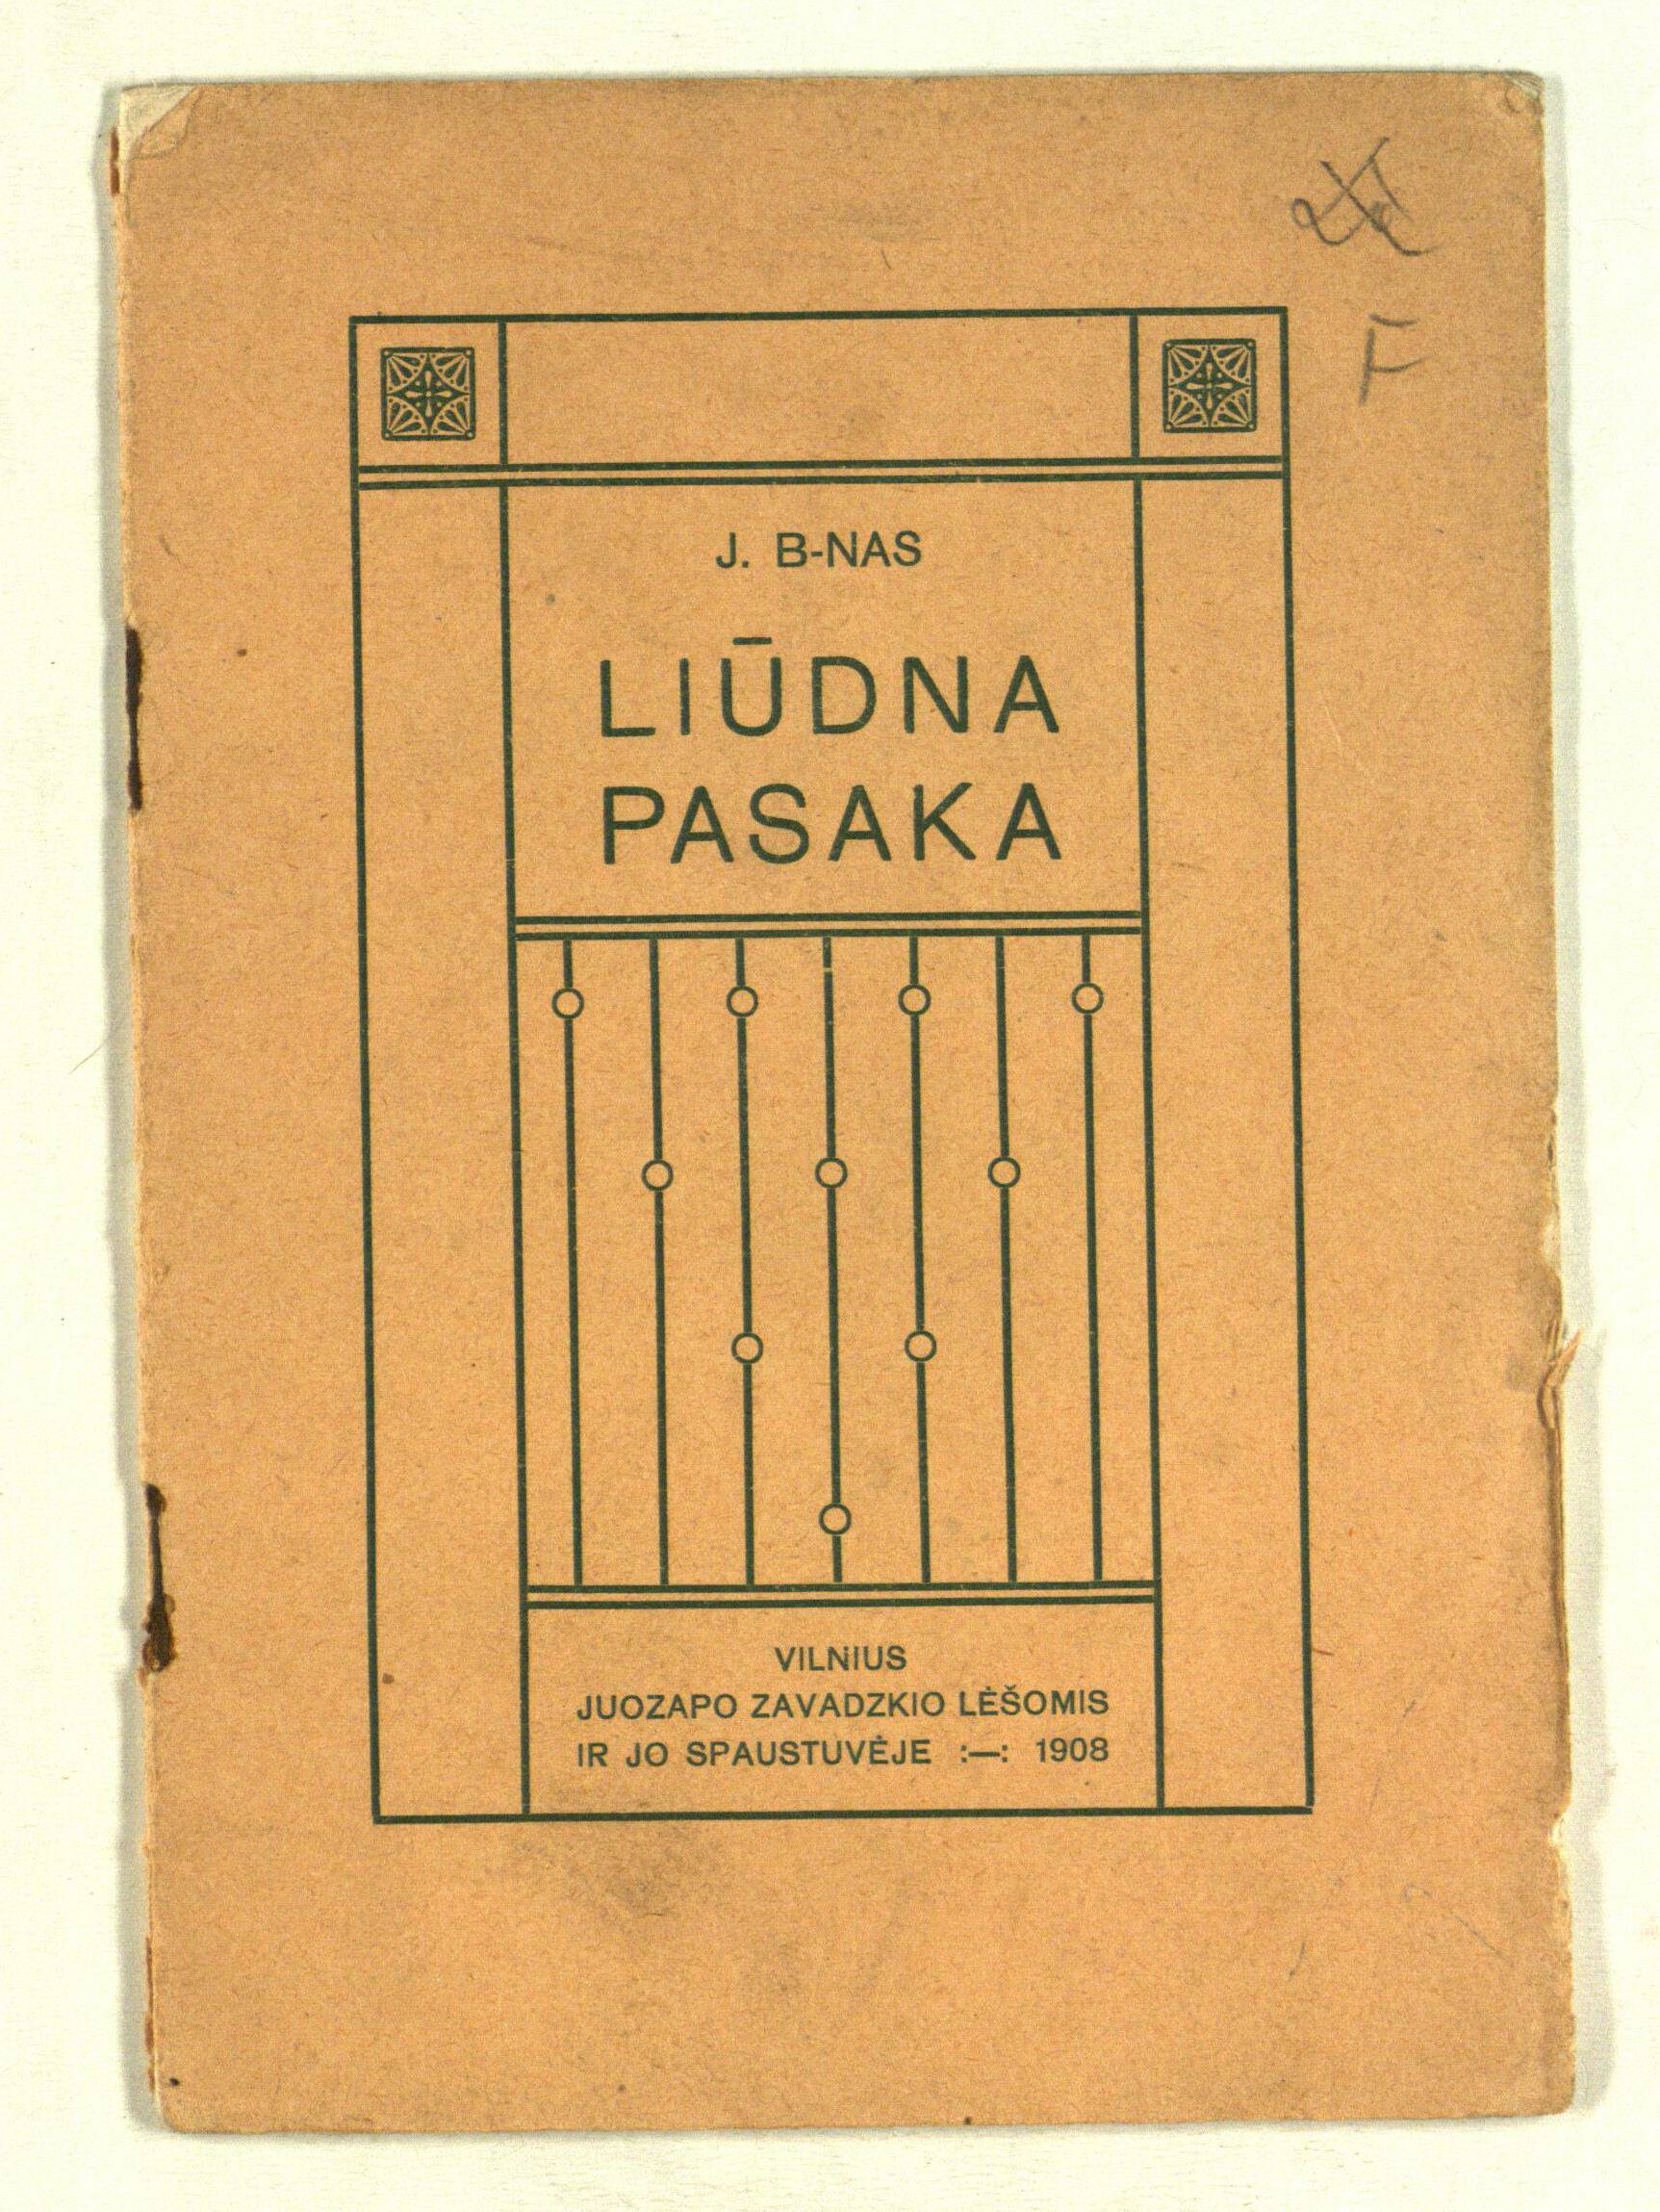 F
J. B-NAS
LIŪDNA
PASAKA
VILNIUS
JUOZAPO ZAVADZKIO LĖŠOMIS
IR JO SPAUSTUVĖJE :—: 1908